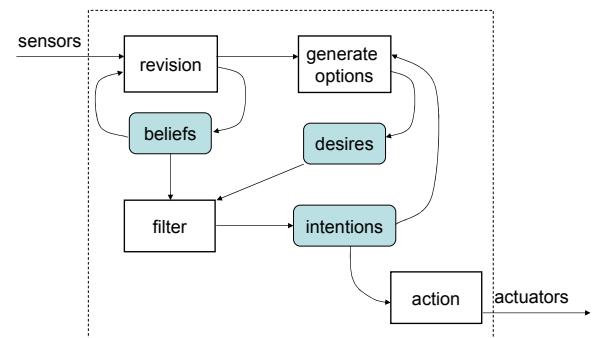 sensors
revision
generate
options
beliefs
desires
filter
intentions
action
actuators